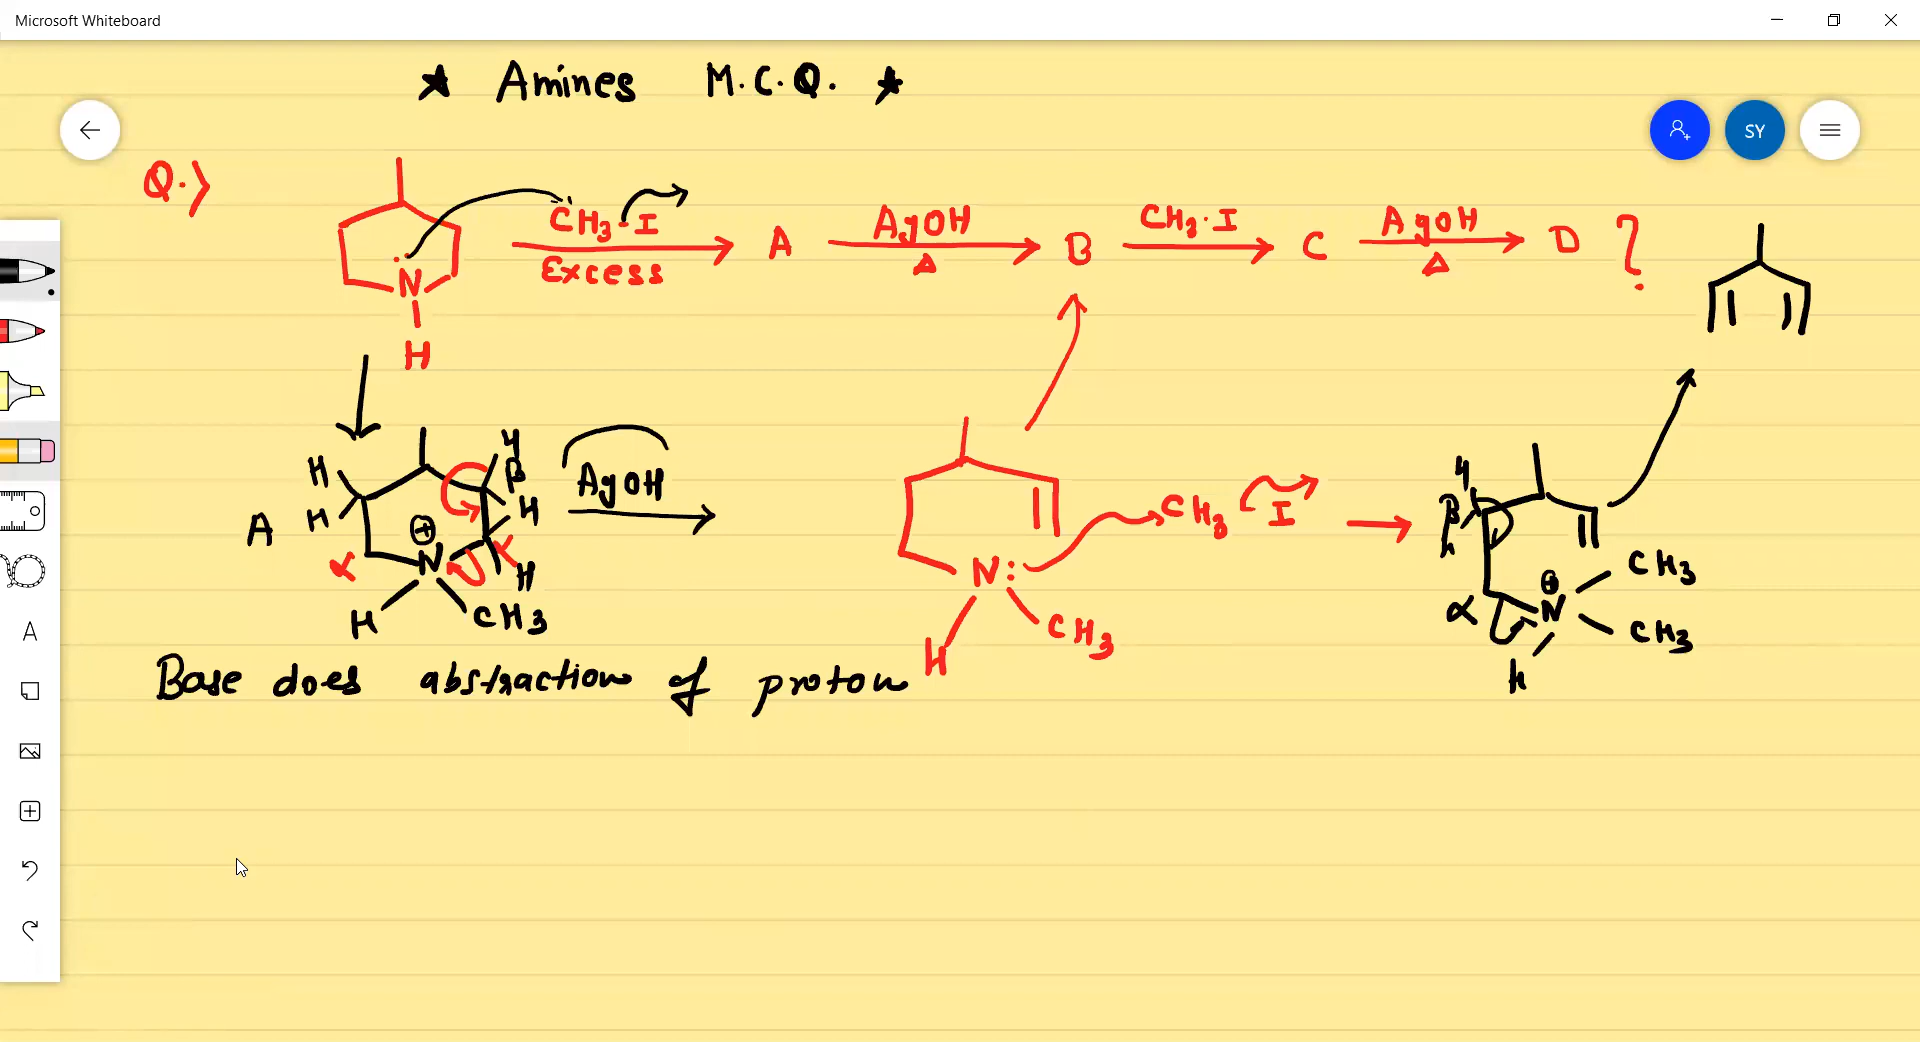 Microsoft Whiteboard
★ Amines M.C.Q. ★
SY
Q.>
CH3-I
Excess
A
AgOH
Δ
B
CH3·I
C
AgOH
Δ
D ?
N
H
A
H
H
H
β
H
AgOH
⊕
N
α
α
H
H
CH3
N:
H
CH3
CH3 I
H
β
H
α
⊕
N
CH3
CH3
H
Base does abstraction of proton
A